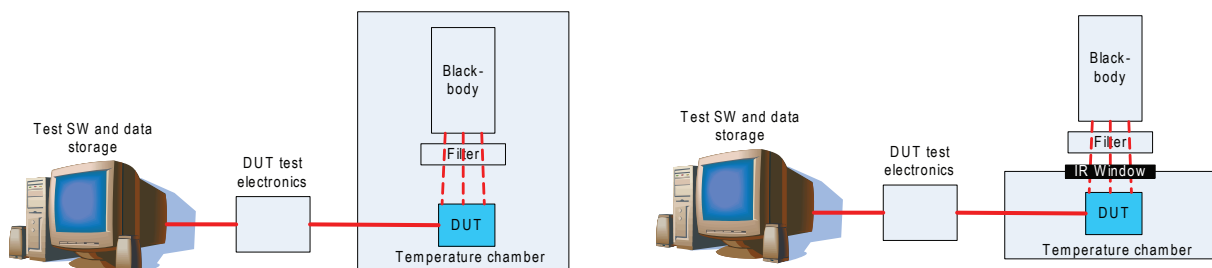 Black-
body
Filter
Test SW and data
storage
DUT test
electronics
DUT
Temperature chamber
Black-
body
Filter
IR Window
Test SW and data
storage
DUT test
electronics
DUT
Temperature chamber